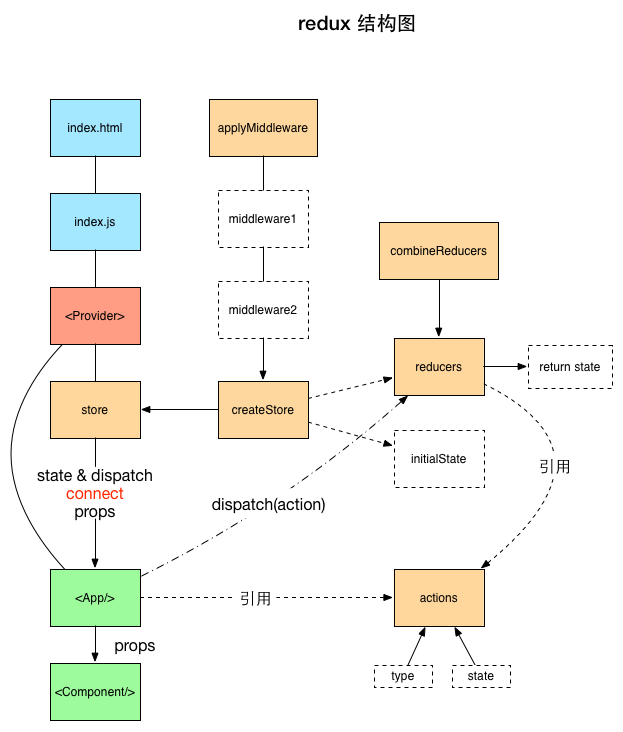 redux 结构图
index.html
applyMiddleware
index.js
middleware1
combineReducers
<Provider>
middleware2
reducers
return state
store
createStore
initialState
引用
state & dispatch
connect
props
dispatch(action)
<App/>
引用
actions
props
type
state
<Component/>